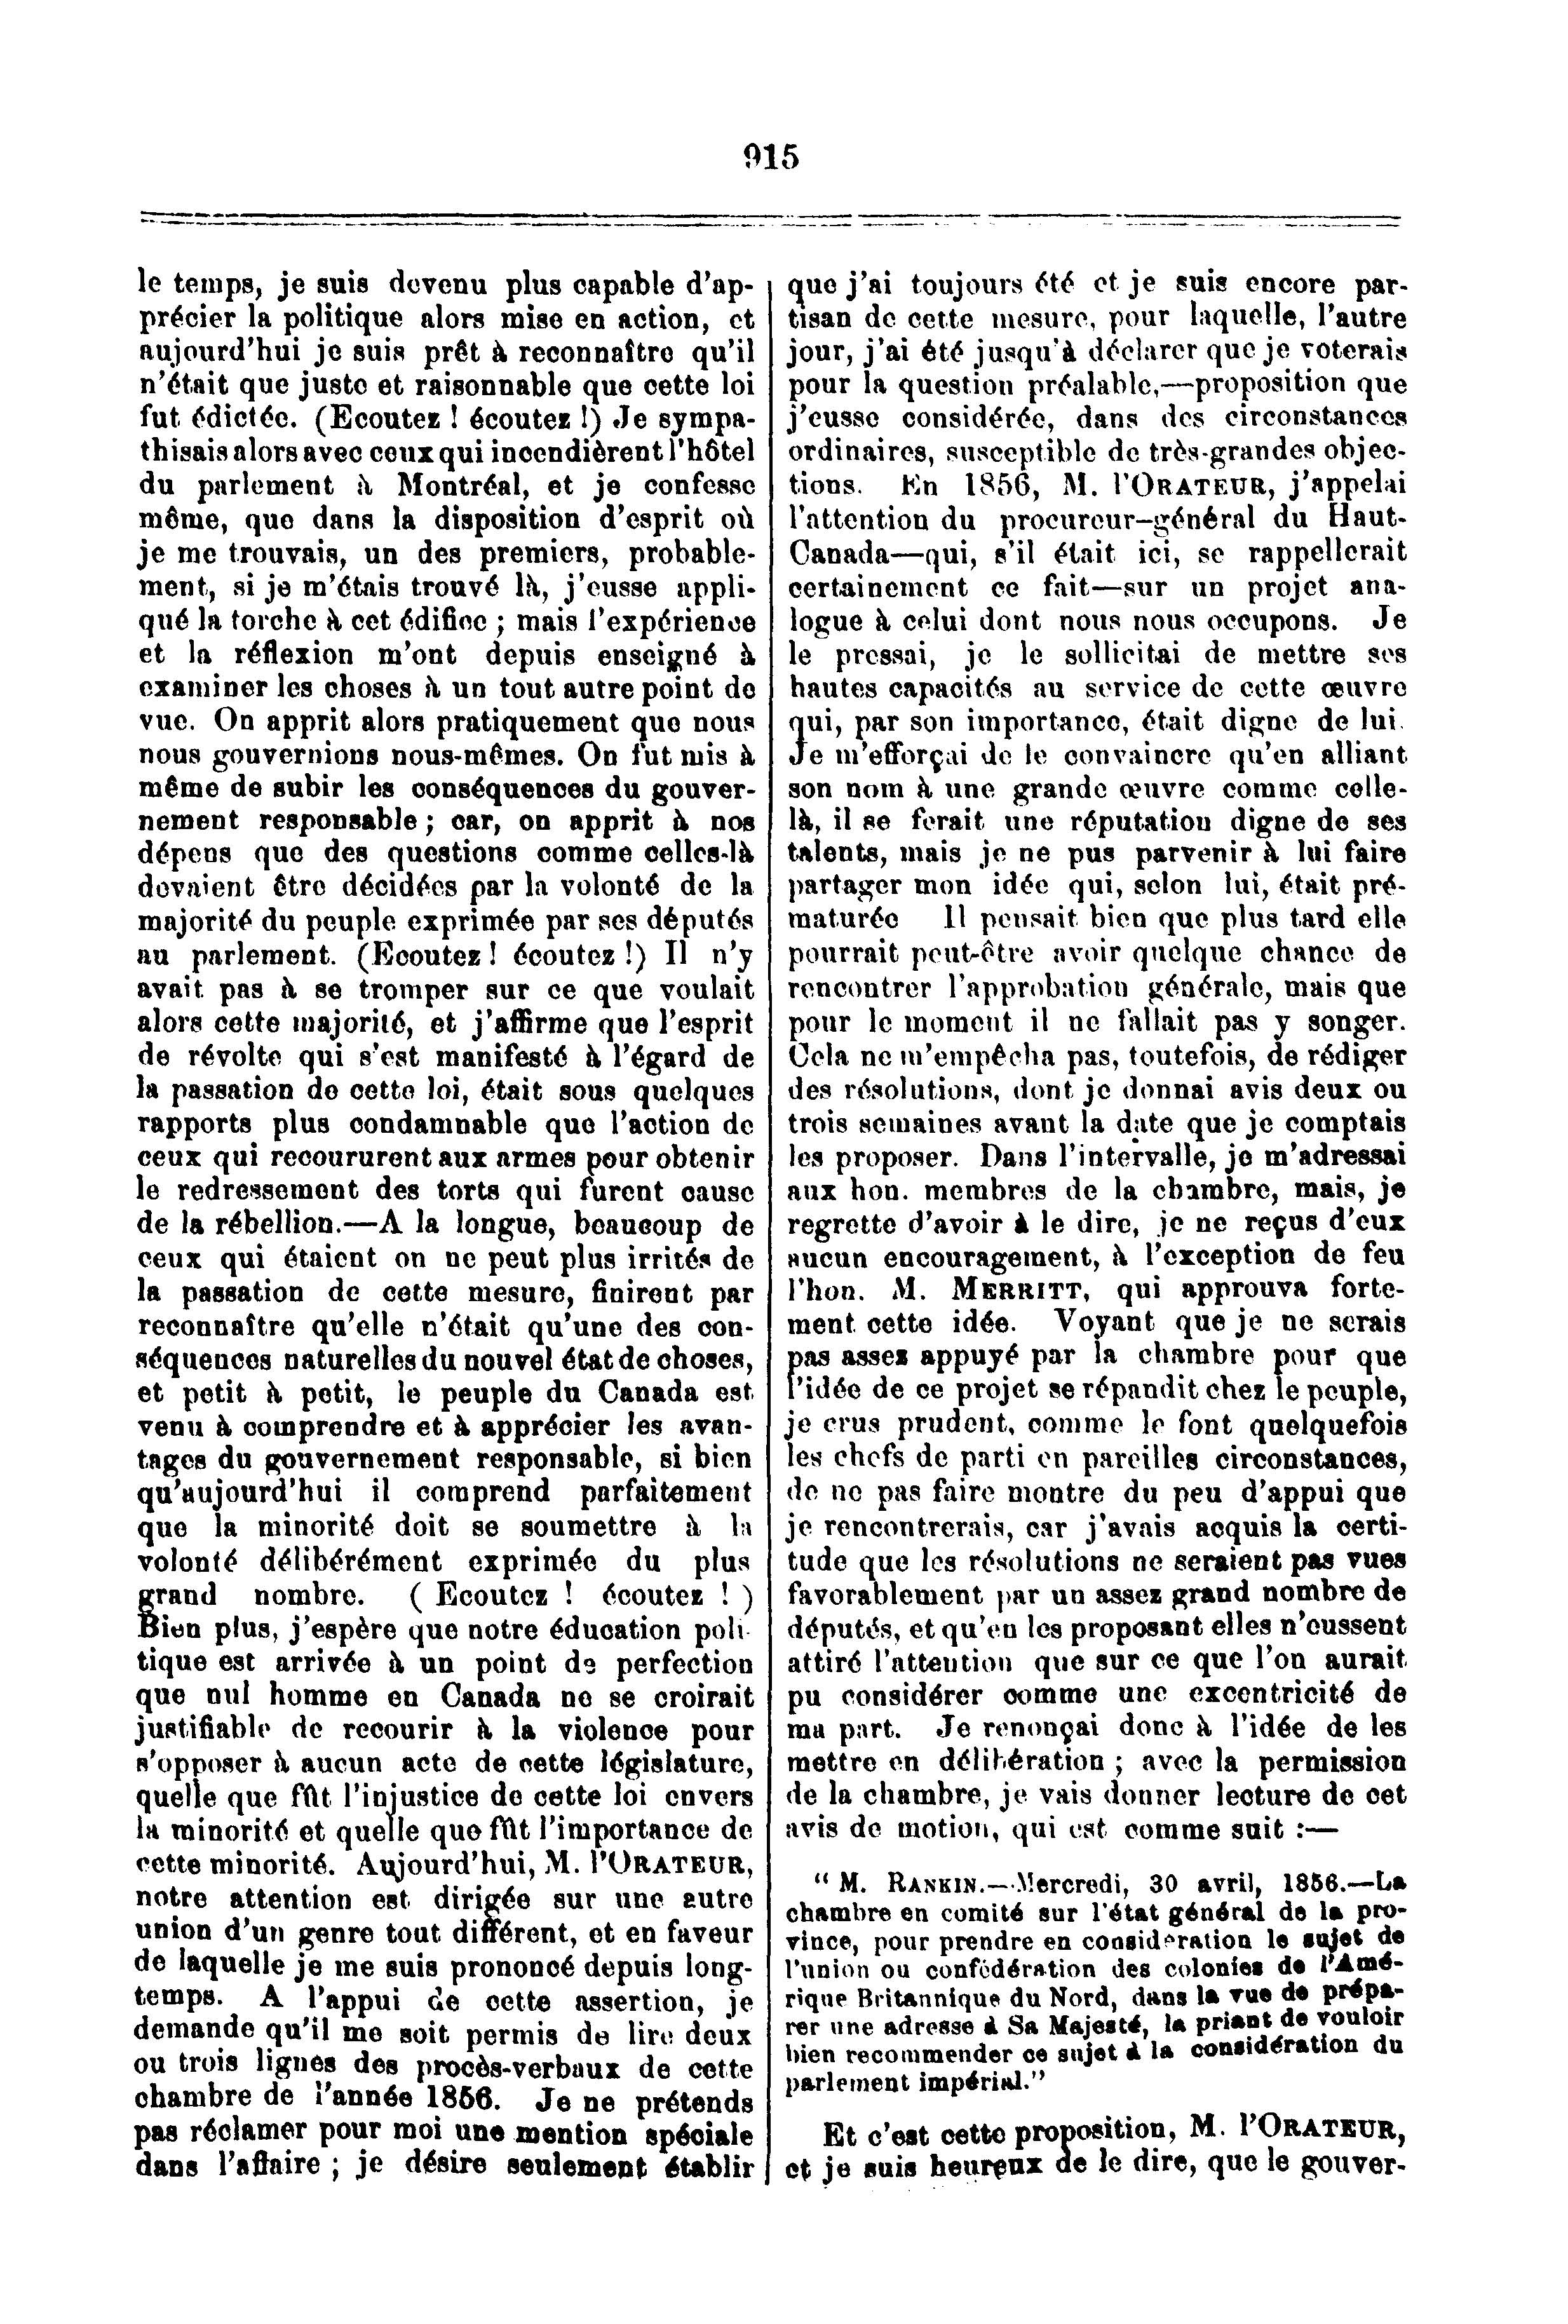 915
le temps, je suis devenu plus capable d'ap-
précier la politique alors mise en action, et
aujourd'hui je suis prêt à reconnaître qu'il
n'était que juste et raisonnable que cette loi
fut édictée. (Ecoutez ! écoutez !) Je sympa-
thisais alors avec ceux qui incendièrent l'hôtel
du parlement à Montréal, et je confesse
même, que dans la disposition d'esprit où
je me trouvais, un des premiers, probable-
ment, si je m'étais trouvé là, j'eusse appli-
qué la torche à cet édifice ; mais l'expérience
et la réflexion m'ont depuis enseigné à
examiner les choses à un tout autre point de
vue. On apprit alors pratiquement que nous
nous gouvernions nous-mêmes. On fut mis à
même de subir les conséquences du gouver-
nement responsable ; car, on apprit à nos
dépens que des questions comme celles-là
devaient être décidées par la volonté de la
majorité du peuple exprimée par ses députés
au parlement. (Ecoutez ! écoutez !) Il n'y
avait pas à se tromper sur ce que voulait
alors cette majorité, et j'affirme que l'esprit
de révolte qui s'est manifesté à l'égard de
la passation de cette loi, était sous quelques
rapports plus condamnable que l'action de
ceux qui recoururent aux armes pour obtenir
le redressement des torts qui furent cause
de la rébellion.—A la longue, beaucoup de
ceux qui étaient on ne peut plus irrités de
la passation de cette mesure, finirent par
reconnaître qu'elle n'était qu'une des con-
séquences naturelles du nouvel état de choses,
et petit à petit, le peuple du Canada est
venu à comprendre et à apprécier les avan-
tages du gouvernement responsable, si bien
qu'aujourd'hui il comprend parfaitement
que la minorité doit se soumettre à la
volonté délibérément exprimée du plus
grand nombre. ( Ecoutez ! écoutez ! )
Bien plus, j'espère que notre éducation poli-
tique est arrivée à un point de perfection
que nul homme en Canada ne se croirait
justifiable de recourir à la violence pour
s'opposer à aucun acte de cette législature,
quelle que fût l'injustice de cette loi envers
la minorité et quelle que fût l'importance de
cette minorité. Aujourd'hui, M. l'ORATEUR,
notre attention est dirigée sur une autre
union d'un genre tout différent, et en faveur
de laquelle je me suis prononcé depuis long-
temps. A l'appui de cette assertion, je
demande qu'il me soit permis de lire deux
ou trois lignes des procès-verbaux de cette
chambre de l'année 1856. Je ne prétends
pas réclamer pour moi une mention spéciale
dans l'affaire ; je désire seulement établir
que j'ai toujours été et je suis encore par-
tisan de cette mesure, pour laquelle, l'autre
jour, j'ai été jusqu'à déclarer que je voterais
pour la question préalable,—proposition que
j'eusse considérée, dans des circonstances
ordinaires, susceptible de très-grandes objec-
tions. En 1856, M. l'ORATEUR, j'appelai
l'attention du procureur-général du Haut-
Canada—qui, s'il était ici, se rappellerait
certainement ce fait—sur un projet ana-
logue à celui dont nous nous occupons. Je
le pressai, je le sollicitai de mettre ses
hautes capacités au service de cette œuvre
qui, par son importance, était digne de lui.
Je m'efforçai de le convaincre qu'en alliant
son nom à une grande œuvre comme celle-
là, il se ferait une réputation digne de ses
talents, mais je ne pus parvenir à lui faire
partager mon idée qui, selon lui, était pré-
maturée Il pensait bien que plus tard elle
pourrait peut-être avoir quelque chance de
rencontrer l'approbation générale, mais que
pour le moment il ne fallait pas y songer.
Cela ne m'empêcha pas, toutefois, de rédiger
des résolutions, dont je donnai avis deux ou
trois semaines avant la date que je comptais
les proposer. Dans l'intervalle, je m'adressai
aux hon. membres de la chambre, mais, je
regrette d'avoir à le dire, je ne reçus d'eux
aucun encouragement, à l'exception de feu
l'hon. M. MERRITT, qui approuva forte-
ment cette idée. Voyant que je ne serais
pas assez appuyé par la chambre pour que
l'idée de ce projet se répandit chez le peuple,
je crus prudent, comme le font quelquefois
les chefs de parti en pareilles circonstances,
de ne pas faire montre du peu d'appui que
je rencontrerais, car j'avais acquis la certi-
tude que les résolutions ne seraient pas vues
favorablement par un assez grand nombre de
députés, et qu'en les proposant elles n'eussent
attiré l'attention que sur ce que l'on aurait
pu considérer comme une excentricité de
ma part. Je renonçai donc à l'idée de les
mettre en délibération ; avec la permission
de la chambre, je vais donner lecture de cet
avis de motion, qui est comme suit :—
" M. RANKIN.—Mercredi, 30 avril, 1856.—La
chambre en comité sur l'état général de la pro-
vince, pour prendre en considération le sujet de
l'union ou confédération des colonies de l'Amé-
rique Britannique du Nord, dans la vue de prépa-
rer une adresse à Sa Majesté, la priant de vouloir
bien recommender ce sujet à la considération du
parlement impérial."
Et c'est cette proposition, M. l'ORATEUR,
et je suis heureux de le dire, que le gouver-